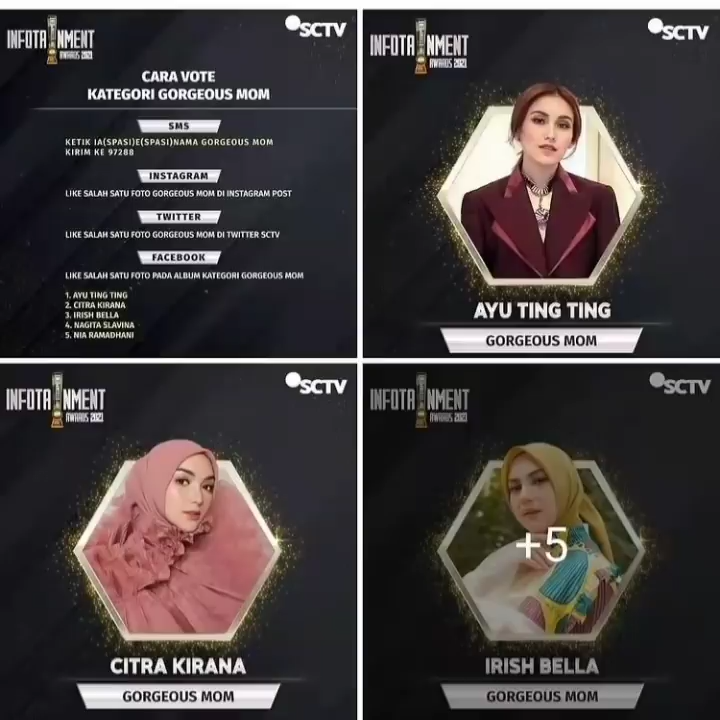 INFOTAINMENT
AWARDS 2021
SCTV
CARA VOTE
KATEGORI GORGEOUS MOM
SMS
KETIK IA(SPASI)E(SPASI)NAMA GORGEOUS MOM
KIRIM KE 97288
INSTAGRAM
LIKE SALAH SATU FOTO GORGEOUS MOM DI INSTAGRAM POST
TWITTER
LIKE SALAH SATU FOTO GORGEOUS MOM DI TWITTER SCTV
FACEBOOK
LIKE SALAH SATU FOTO PADA ALBUM KATEGORI GORGEOUS MOM
1. AYU TING TING
2. CITRA KIRANA
3. IRISH BELLA
4. NAGITA SLAVINA
5. NIA RAMADHANI
INFOTAINMENT
AWARDS 2021
SCTV
AYU TING TING
GORGEOUS MOM
INFOTAINMENT
AWARDS 2021
SCTV
CITRA KIRANA
GORGEOUS MOM
INFOTAINMENT
AWARDS 2021
SCTV
+5
IRISH BELLA
GORGEOUS MOM